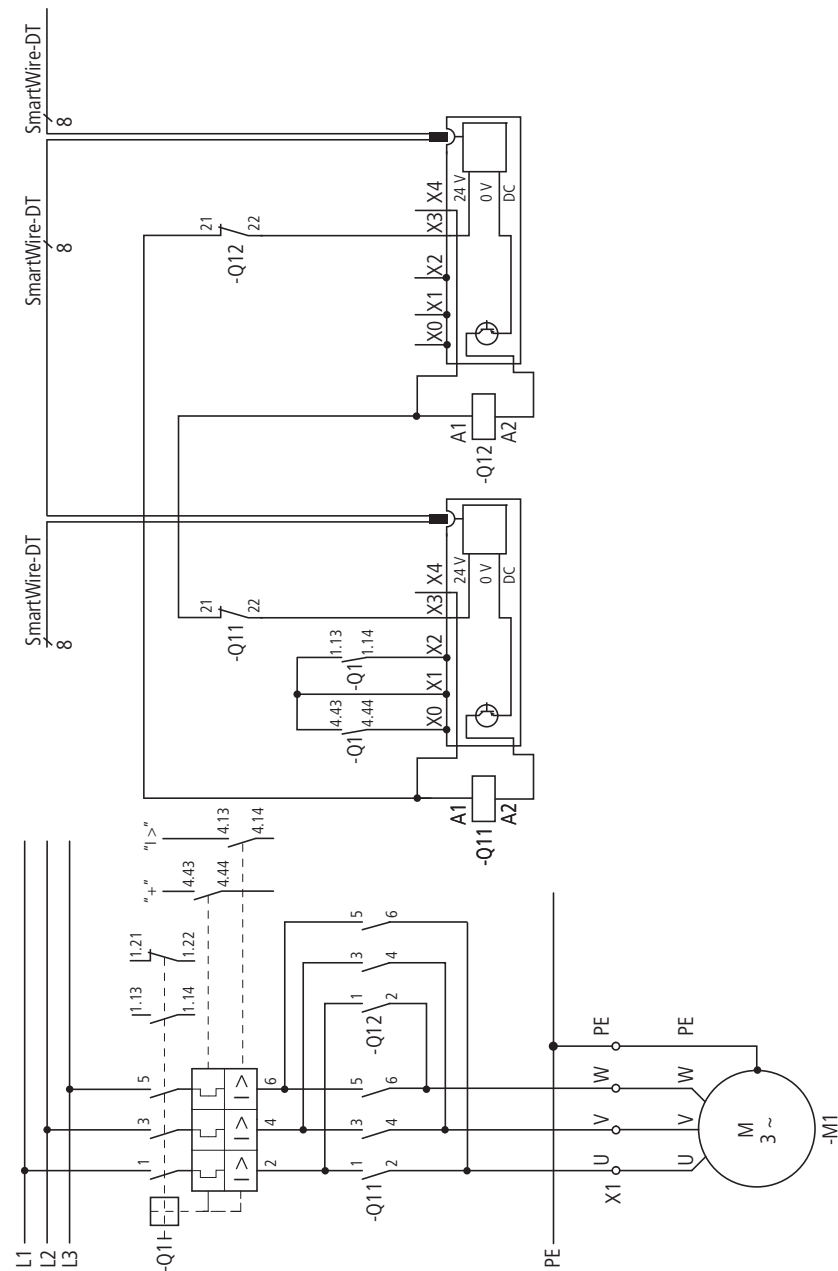 L1
L2
L3
-Q1
1
3
5
I >
I >
I >
2
4
6
1.13
1.14
1.21
1.22
"+"
4.43
4.44
"I >"
4.13
4.14
-Q11
1
2
3
4
5
6
-Q12
1
2
3
4
5
6
PE
X1
U
V
W
PE
U
V
W
PE
M
3 ~
-M1
SmartWire-DT
8
SmartWire-DT
8
SmartWire-DT
8
-Q11
21
22
-Q12
21
22
-Q1
4.43
4.44
-Q1
1.13
1.14
X0
X1
X2
X3
X4
24 V
0 V
DC
A1
A2
-Q11
X0
X1
X2
X3
X4
24 V
0 V
DC
A1
A2
-Q12